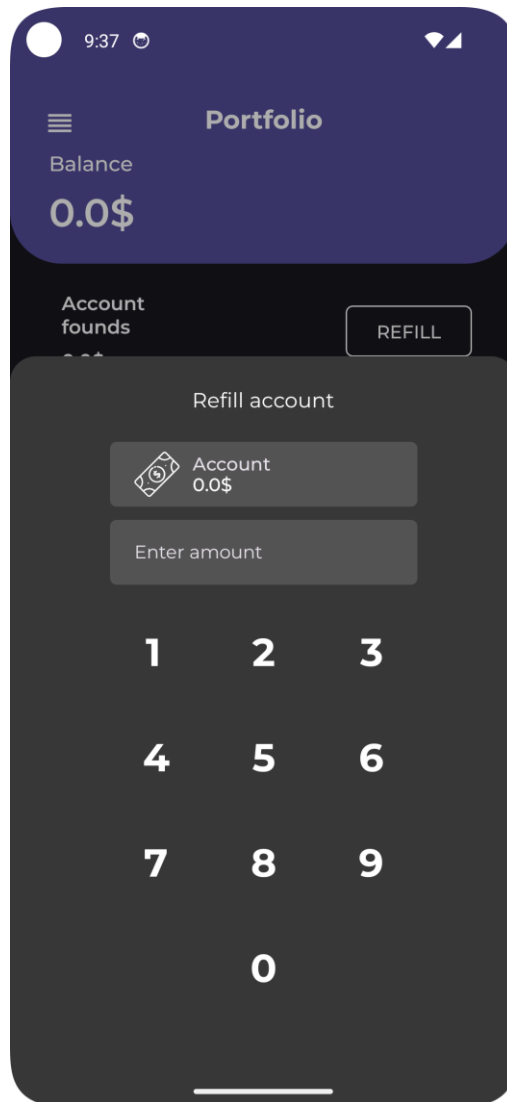 9:37
Portfolio
Balance
0.0$
Account
founds
REFILL
Refill account
Account
0.0$
Enter amount
1 2 3
4 5 6
7 8 9
0